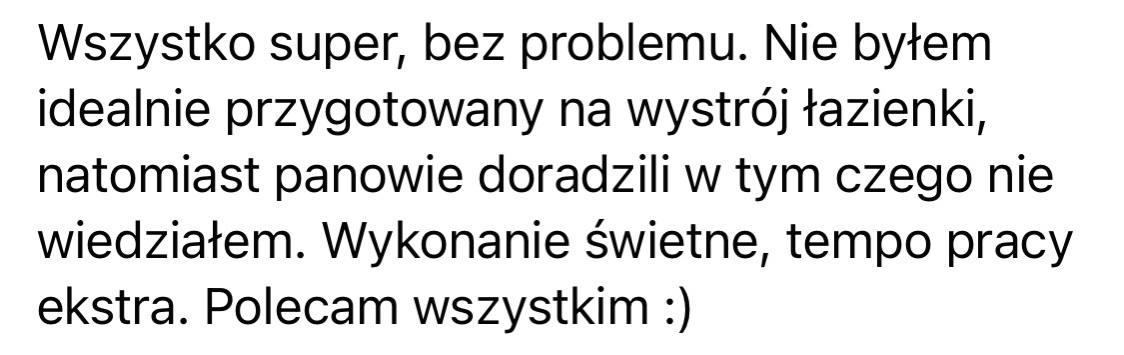 Wszystko super, bez problemu. Nie byłem
idealnie przygotowany na wystrój łazienki,
natomiast panowie doradzili w tym czego nie
wiedziałem. Wykonanie świetne, tempo pracy
ekstra. Polecam wszystkim :)